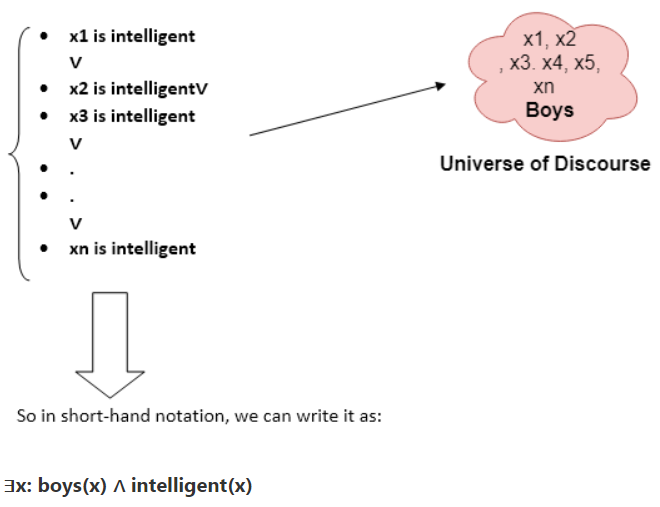 x1 is intelligent
V
x2 is intelligentV
x3 is intelligent
V
.
.
V
xn is intelligent
x1, x2
, x3. x4, x5,
xn
Boys
Universe of Discourse
So in short-hand notation, we can write it as:
∃x: boys(x) ∧ intelligent(x)